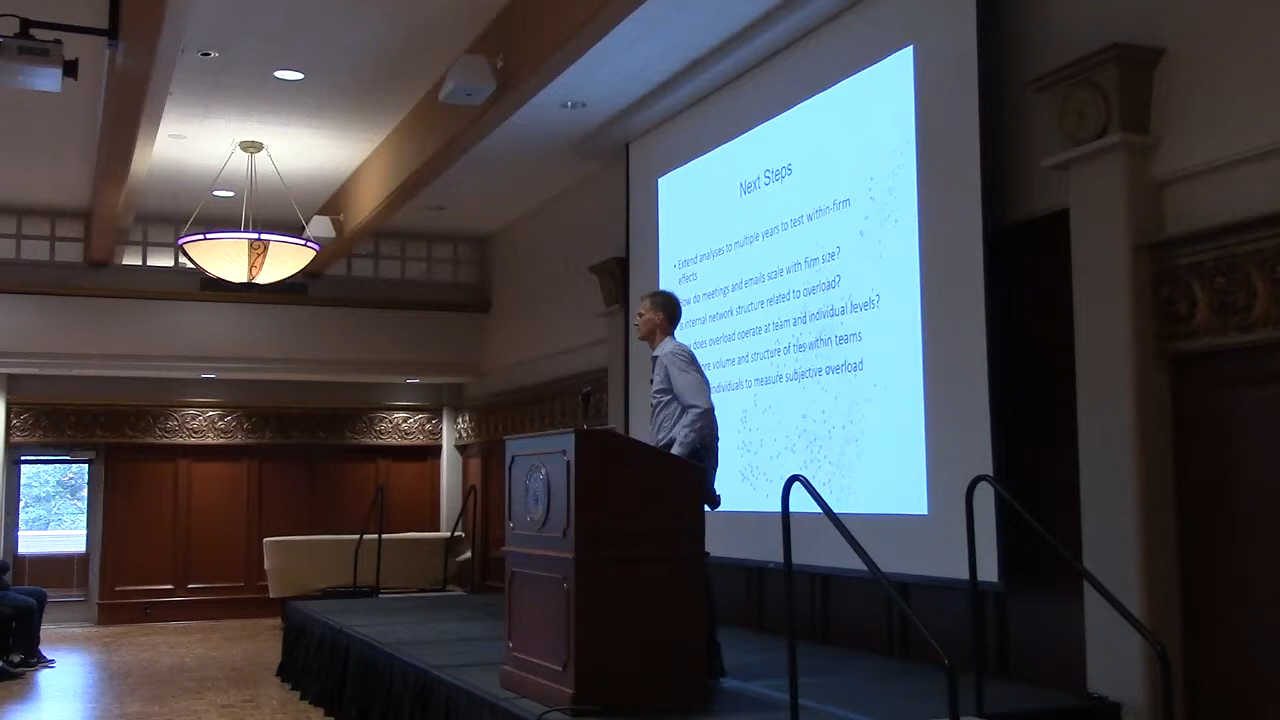 Next Steps
• Extend analyses to multiple years to test within-firm
effects
do meetings and emails scale with firm size?
internal network structure related to overload?
does overload operate at team and individual levels?
volume and structure of ties within teams
individuals to measure subjective overload